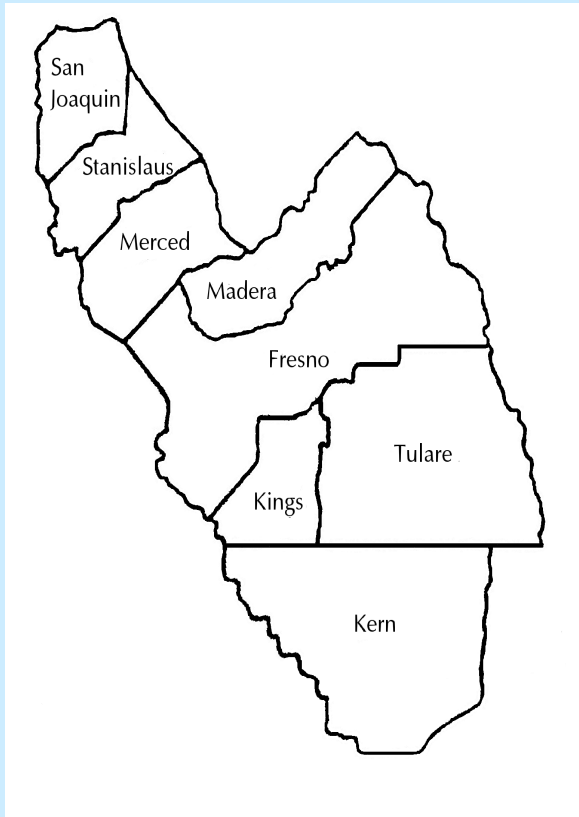 San
Joaquin
Stanislaus
Merced
Madera
Fresno
Tulare
Kings
Kern